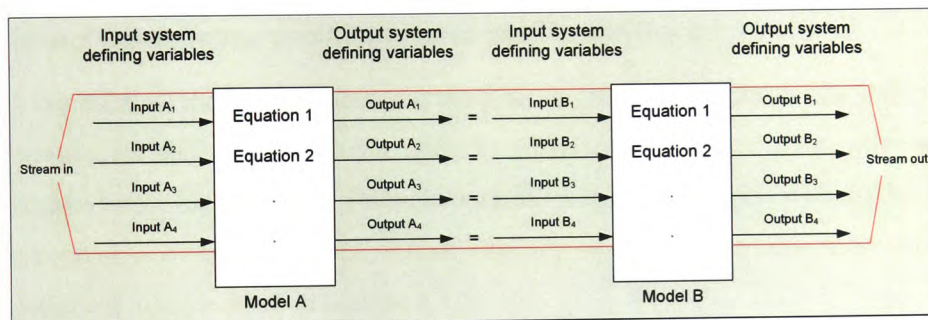 Input system
defining variables
Output system
defining variables
Input system
defining variables
Output system
defining variables
Stream in
Input A1
Input A2
Input A3
Input A4
Equation 1
Equation 2
.
.
Model A
Output A1
Output A2
Output A3
Output A4
=
=
=
=
Input B1
Input B2
Input B3
Input B4
Equation 1
Equation 2
.
.
Model B
Output B1
Output B2
Output B3
Output B4
Stream out